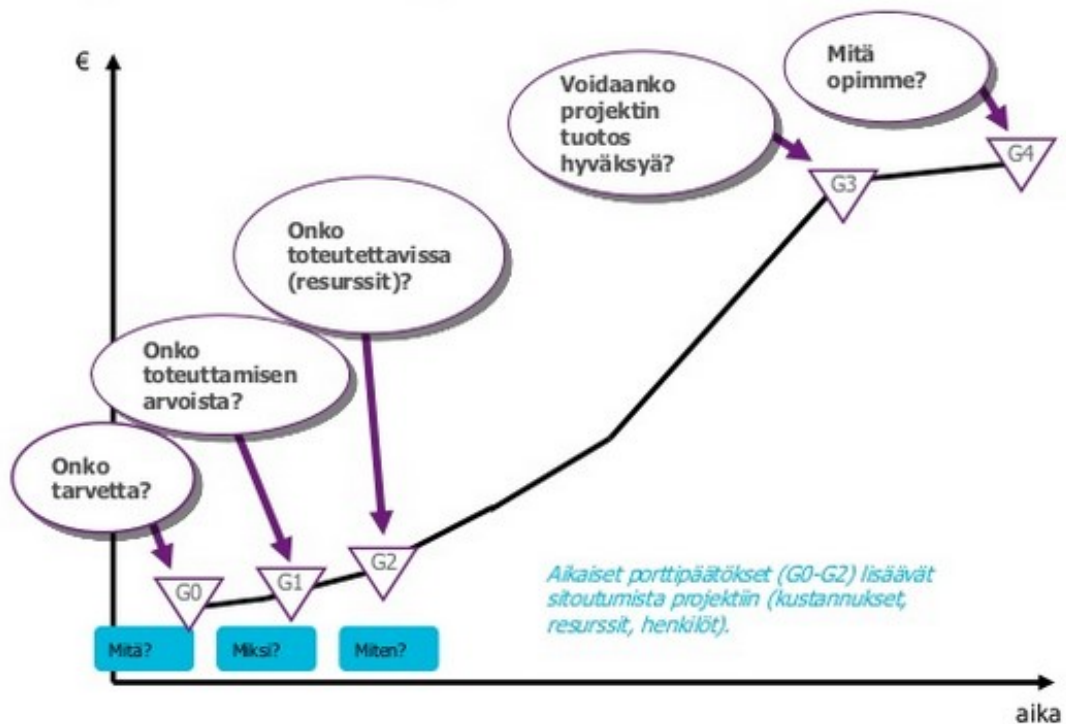 €
Mitä
opimme?
Voidaanko
projektin
tuotos
hyväksyä?
G4
G3
Onko
toteutettavissa
(resurssit)?
Onko
toteuttamisen
arvoista?
Onko
tarvetta?
G0
G1
G2
Aikaiset porttipäätökset (G0-G2) lisäävät
sitoutumista projektiin (kustannukset,
resurssit, henkilöt).
Mitä?
Miksi?
Miten?
aika